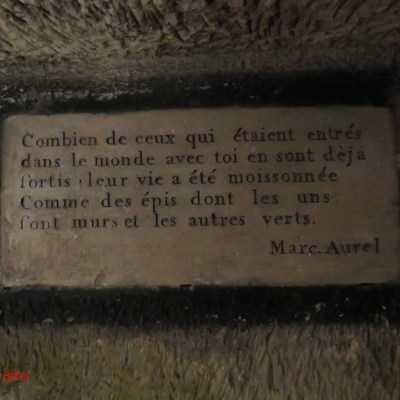 Combien de ceux qui étaient entrés
dans le monde avec toi en sont dèja
ſortis, leur vie a été moissonnée
Comme des épis dont les uns
ſont murs et les autres verts.
Marc. Aurel